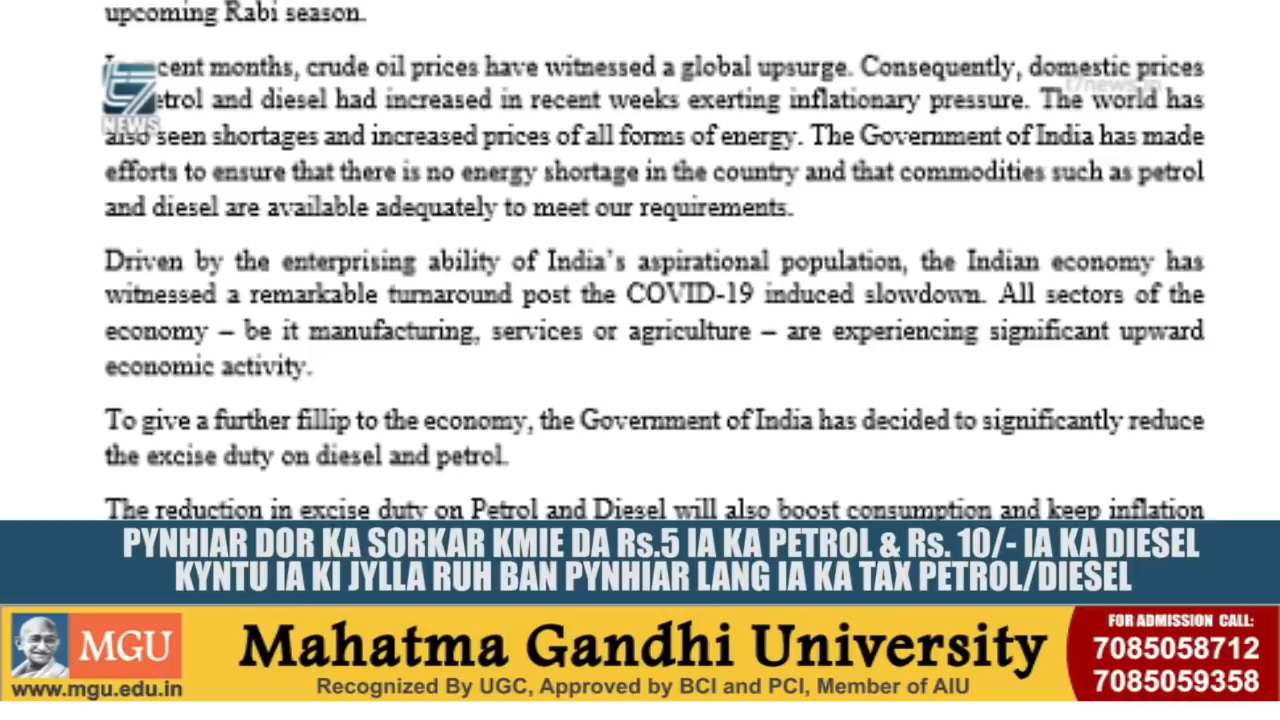 upcoming Rabi season.
cent months, crude oil prices have witnessed a global upsurge. Consequently, domestic prices
etrol and diesel had increased in recent weeks exerting inflationary pressure. The world has
also seen shortages and increased prices of all forms of energy. The Government of India has made
efforts to ensure that there is no energy shortage in the country and that commodities such as petrol
and diesel are available adequately to meet our requirements.
Driven by the enterprising ability of India's aspirational population, the Indian economy has
witnessed a remarkable turnaround post the COVID-19 induced slowdown. All sectors of the
economy – be it manufacturing, services or agriculture – are experiencing significant upward
economic activity.
To give a further fillip to the economy, the Government of India has decided to significantly reduce
the excise duty on diesel and petrol.
The reduction in excise duty on Petrol and Diesel will also boost consumption and keep inflation
t7 NEWS
PYNHIAR DOR KA SORKAR KMIE DA Rs.5 IA KA PETROL & Rs. 10/- IA KA DIESEL
KYNTU IA KI JYLLA RUH BAN PYNHIAR LANG IA KA TAX PETROL/DIESEL
MGU
www.mgu.edu.in
Mahatma Gandhi University
Recognized By UGC, Approved by BCI and PCI, Member of AIU
FOR ADMISSION CALL:
7085058712
7085059358